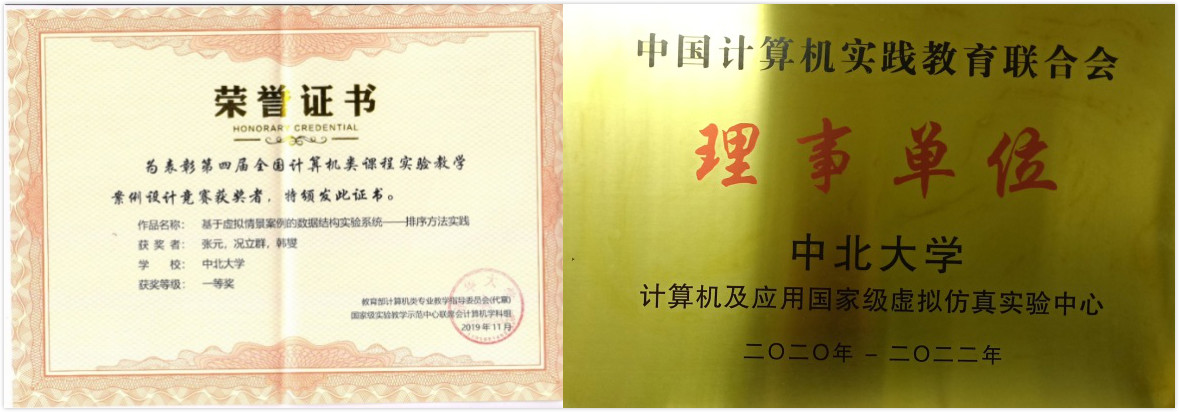 荣誉证书
HONORARY CREDENTIAL
为表彰第四届全国计算机类课程实验教学
案例设计竞赛获奖者，特颁发此证书。
作品名称： 基于虚拟情景案例的数据结构实验系统——排序方法实践
获 奖 者： 张元，况立群，韩燮
学 校： 中北大学
获奖等级： 一等奖
教育部计算机类专业教学指导委员会(代章)
国家级实验教学示范中心联席会计算机学科组
2019年11月
中国计算机实践教育联合会
理事单位
中北大学
计算机及应用国家级虚拟仿真实验中心
二〇二〇年 - 二〇二二年